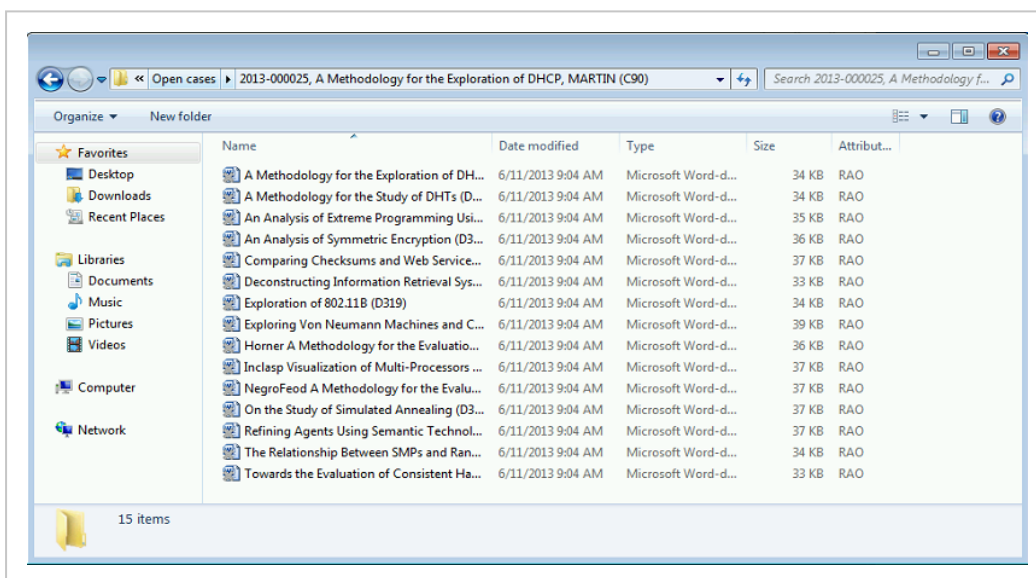 « Open cases ▸ 2013-000025, A Methodology for the Exploration of DHCP, MARTIN (C90)
Search 2013-000025, A Methodology f...
Organize New folder
Favorites
Desktop
Downloads
Recent Places
Libraries
Documents
Music
Pictures
Videos
Computer
Network
Name Date modified Type Size Attribut...
A Methodology for the Exploration of DH... 6/11/2013 9:04 AM Microsoft Word-d... 34 KB RAO
A Methodology for the Study of DHTs (D... 6/11/2013 9:04 AM Microsoft Word-d... 34 KB RAO
An Analysis of Extreme Programming Usi... 6/11/2013 9:04 AM Microsoft Word-d... 35 KB RAO
An Analysis of Symmetric Encryption (D3... 6/11/2013 9:04 AM Microsoft Word-d... 36 KB RAO
Comparing Checksums and Web Service... 6/11/2013 9:04 AM Microsoft Word-d... 37 KB RAO
Deconstructing Information Retrieval Sys... 6/11/2013 9:04 AM Microsoft Word-d... 33 KB RAO
Exploration of 802.11B (D319) 6/11/2013 9:04 AM Microsoft Word-d... 34 KB RAO
Exploring Von Neumann Machines and C... 6/11/2013 9:04 AM Microsoft Word-d... 39 KB RAO
Horner A Methodology for the Evaluatio... 6/11/2013 9:04 AM Microsoft Word-d... 36 KB RAO
Inclasp Visualization of Multi-Processors ... 6/11/2013 9:04 AM Microsoft Word-d... 37 KB RAO
NegroFeod A Methodology for the Evalu... 6/11/2013 9:04 AM Microsoft Word-d... 37 KB RAO
On the Study of Simulated Annealing (D3... 6/11/2013 9:04 AM Microsoft Word-d... 37 KB RAO
Refining Agents Using Semantic Technol... 6/11/2013 9:04 AM Microsoft Word-d... 37 KB RAO
The Relationship Between SMPs and Ran... 6/11/2013 9:04 AM Microsoft Word-d... 34 KB RAO
Towards the Evaluation of Consistent Ha... 6/11/2013 9:04 AM Microsoft Word-d... 33 KB RAO
15 items